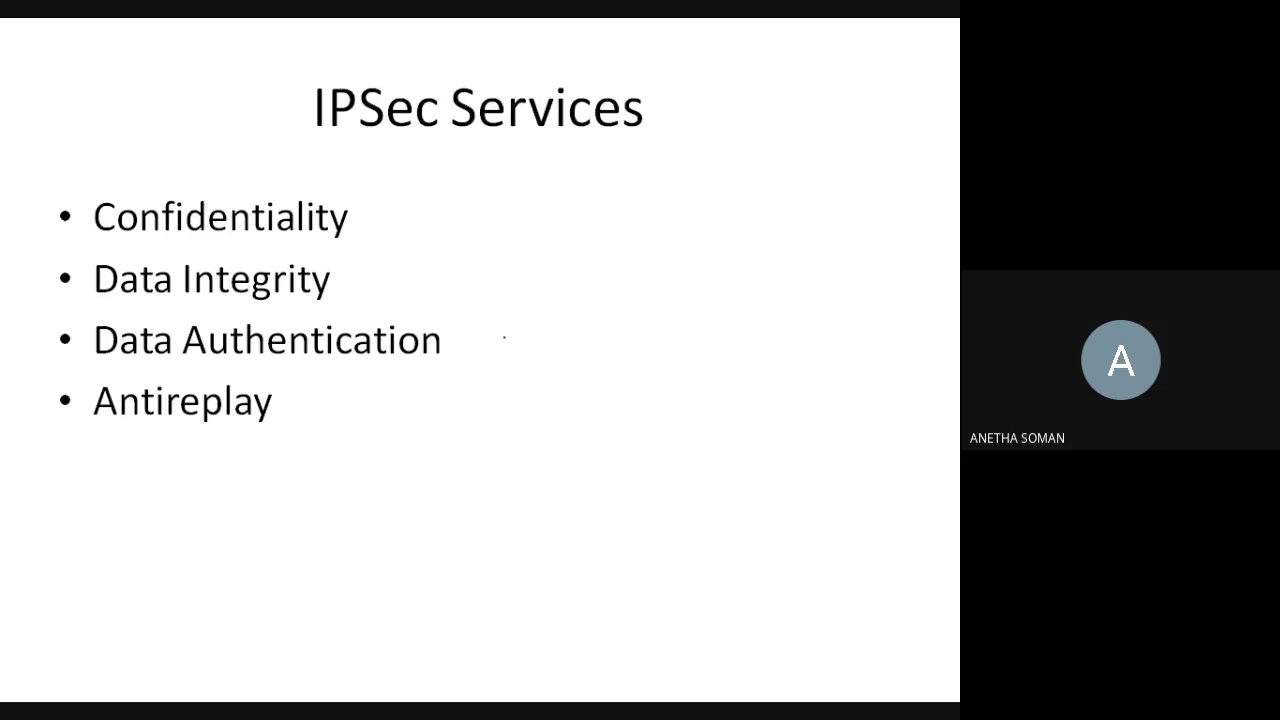 IPSec Services
• Confidentiality
• Data Integrity
• Data Authentication
• Antireplay
A
ANETHA SOMAN